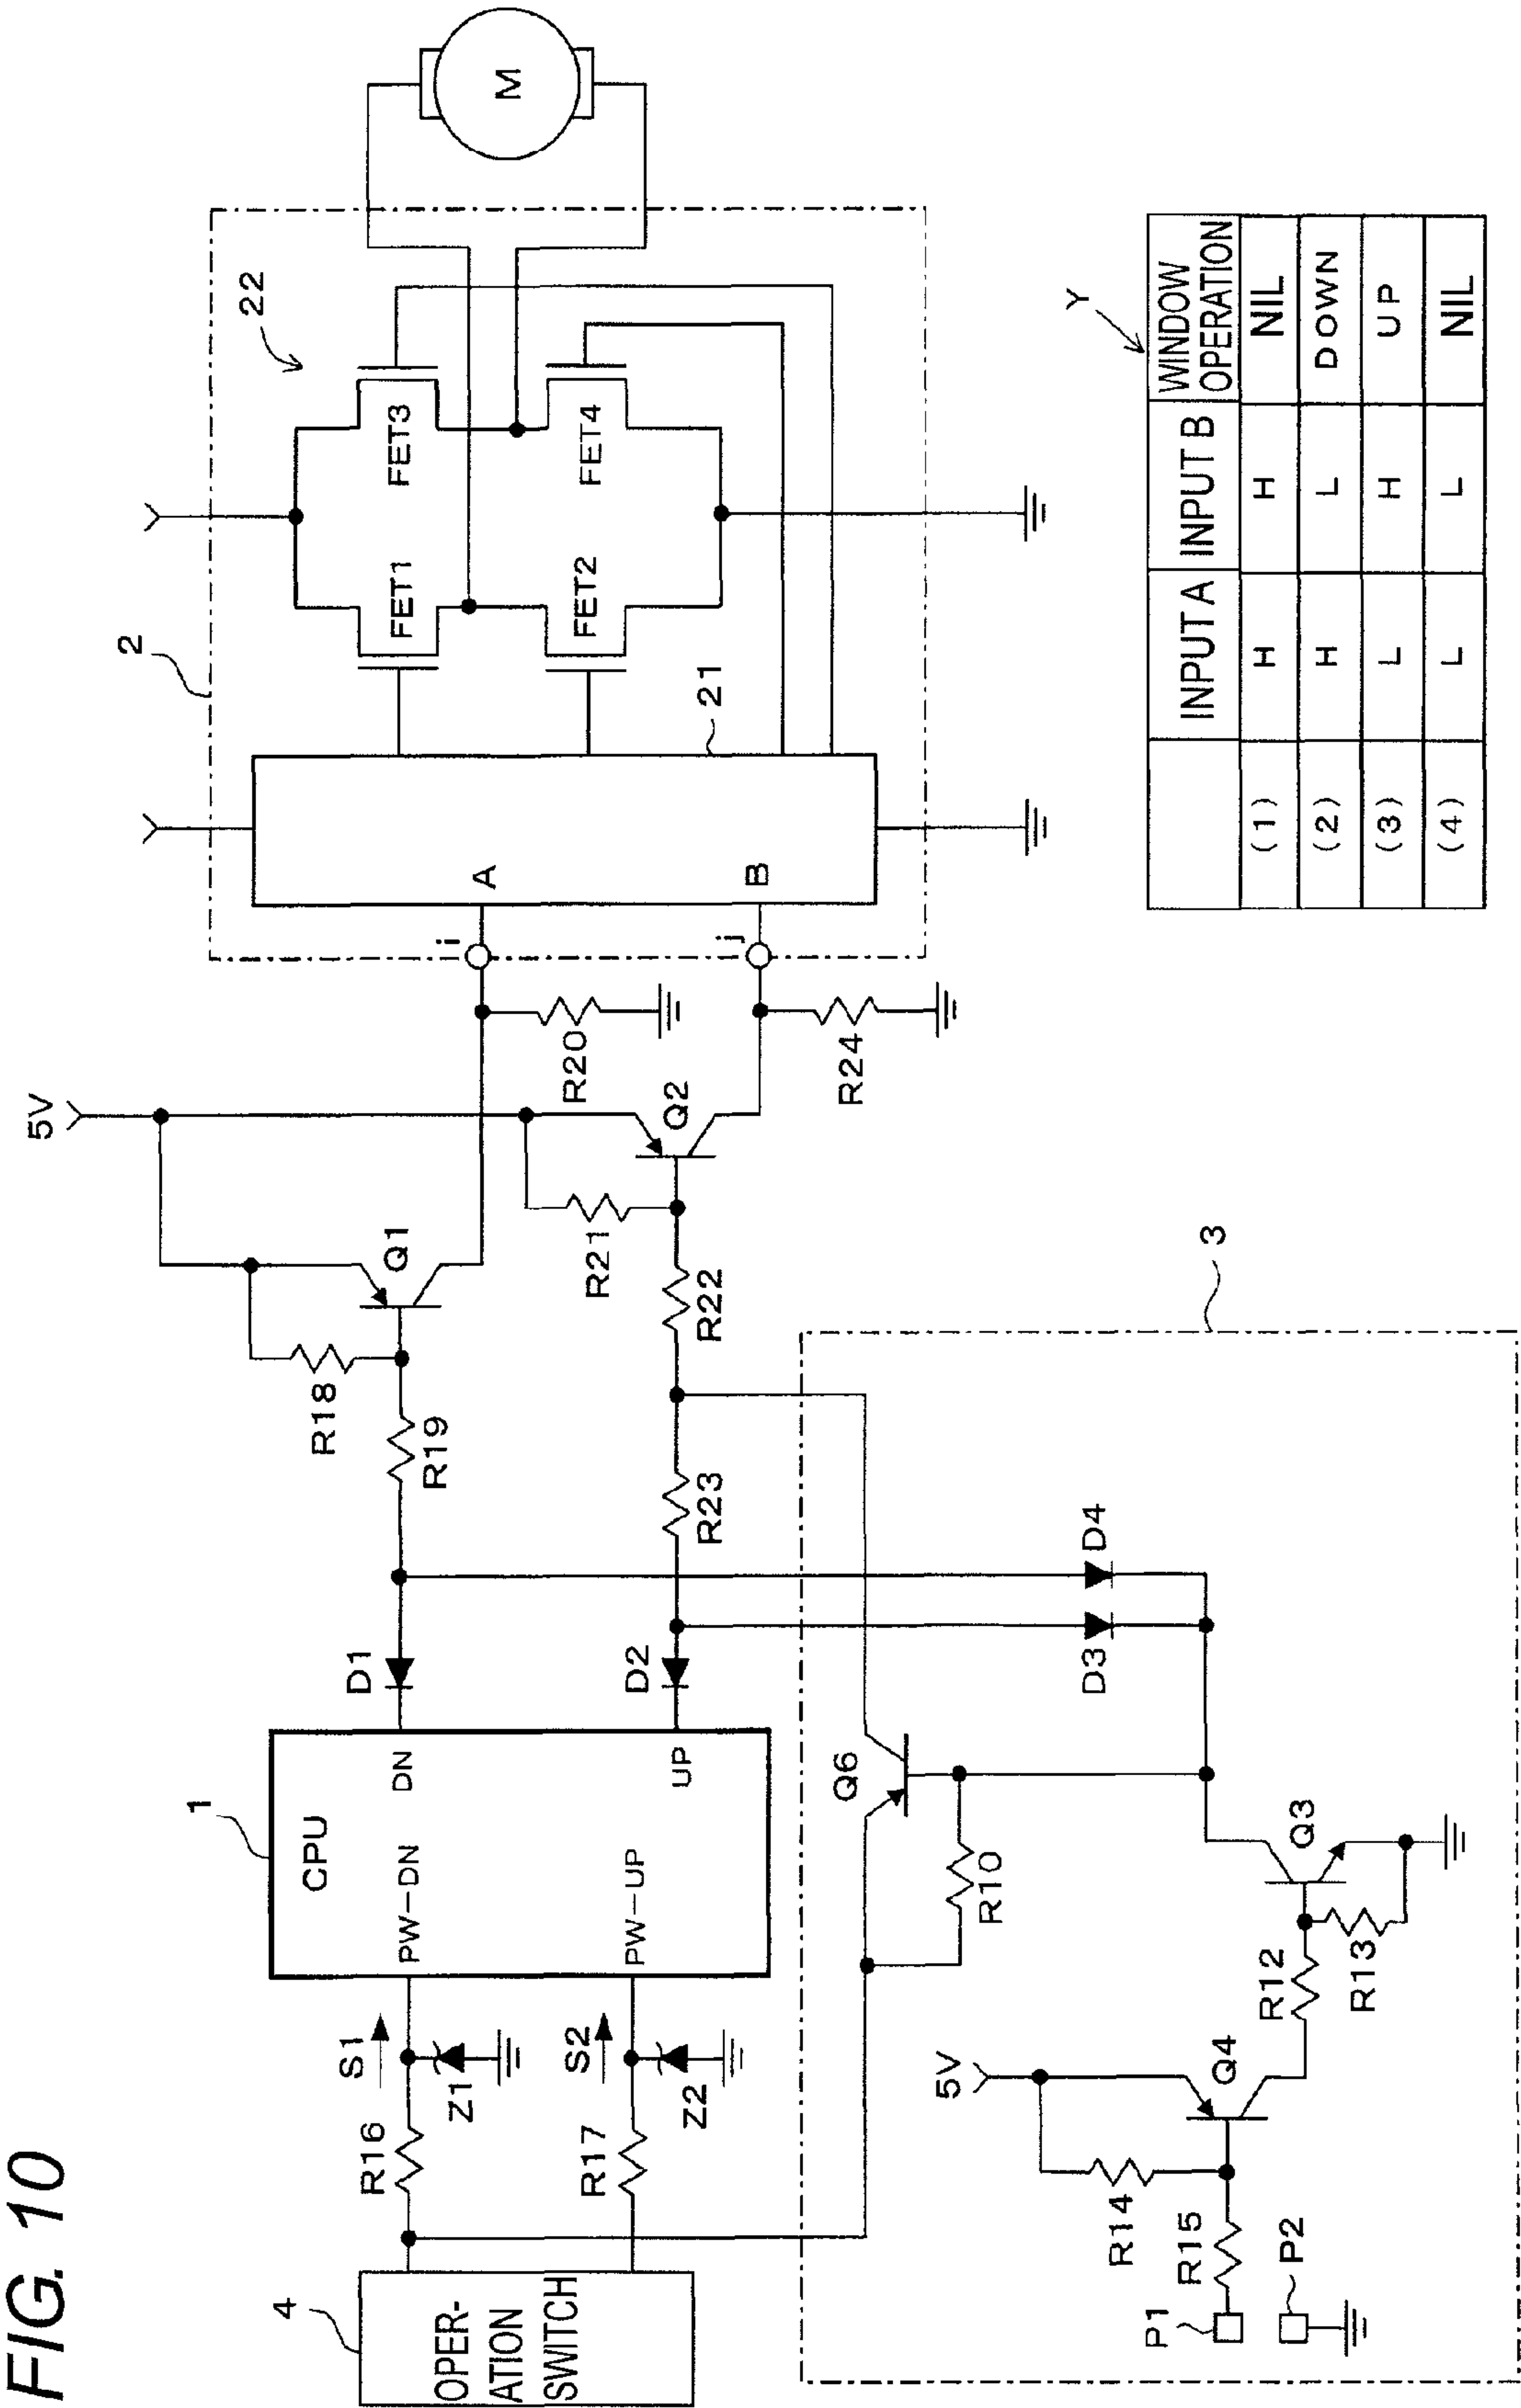 FIG. 10
4
OPER-
ATION
SWITCH
R16
R17
S1
S2
Z1
Z2
1
CPU
PW-DN
PW-UP
DN
UP
D1
D2
R18
R19
R23
R22
R21
Q1
5V
Q2
R20
R24
i
j
2
A
B
21
22
FET1
FET2
FET3
FET4
M
3
Q6
R10
D3
D4
Q3
R12
R13
5V
Q4
R14
R15
P1
P2
Y
INPUT A INPUT B WINDOW
OPERATION
(1) H H NIL
(2) H L DOWN
(3) L H UP
(4) L L NIL